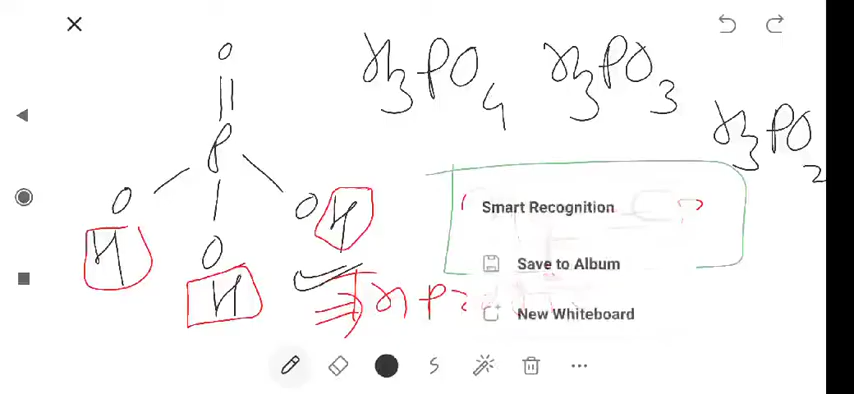 O
H₃PO₄ H₃PO₃
H₃PO₂
P
O OH
H O
H
Smart Recognition
Save to Album
New Whiteboard
S